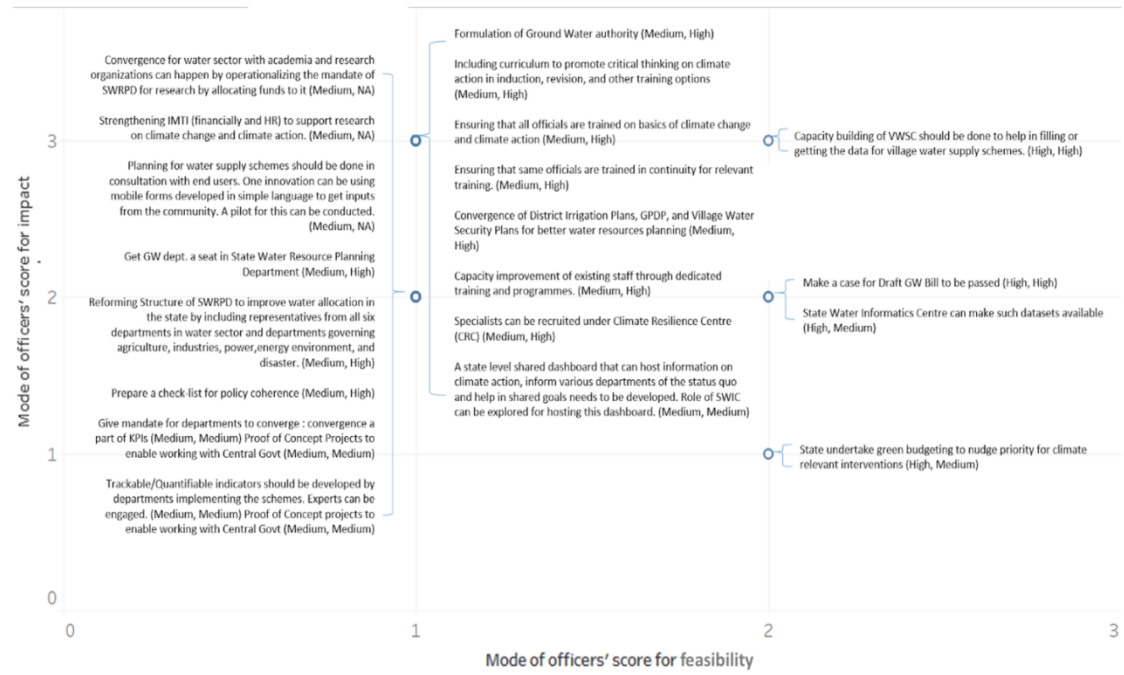 Mode of officers' score for impact
3
2
1
0
Convergence for water sector with academia and research
organizations can happen by operationalizing the mandate of
SWRPD for research by allocating funds to it (Medium, NA)
Strengthening IMTI (financially and HR) to support research
on climate change and climate action. (Medium, NA)
Planning for water supply schemes should be done in
consultation with end users. One innovation can be using
mobile forms developed in simple language to get inputs
from the community. A pilot for this can be conducted.
(Medium, NA)
Get GW dept. a seat in State Water Resource Planning
Department (Medium, High)
Reforming Structure of SWRPD to improve water allocation in
the state by including representatives from all six
departments in water sector and departments governing
agriculture, industries, power,energy environment, and
disaster. (Medium, High)
Prepare a check-list for policy coherence (Medium, High)
Give mandate for departments to converge : convergence a
part of KPIs (Medium, Medium) Proof of Concept Projects to
enable working with Central Govt (Medium, Medium)
Trackable/Quantifiable indicators should be developed by
departments implementing the schemes. Experts can be
engaged. (Medium, Medium) Proof of Concept projects to
enable working with Central Govt (Medium, Medium)
Formulation of Ground Water authority (Medium, High)
Including curriculum to promote critical thinking on climate
action in induction, revision, and other training options
(Medium, High)
Ensuring that all officials are trained on basics of climate change
and climate action (Medium, High)
Ensuring that same officials are trained in continuity for relevant
training. (Medium, High)
Convergence of District Irrigation Plans, GPDP, and Village Water
Security Plans for better water resources planning (Medium,
High)
Capacity improvement of existing staff through dedicated
training and programmes. (Medium, High)
Specialists can be recruited under Climate Resilience Centre
(CRC) (Medium, High)
A state level shared dashboard that can host information on
climate action, inform various departments of the status quo
and help in shared goals needs to be developed. Role of SWIC
can be explored for hosting this dashboard. (Medium, Medium)
Capacity building of VWSC should be done to help in filling or
getting the data for village water supply schemes. (High, High)
Make a case for Draft GW Bill to be passed (High, High)
State Water Informatics Centre can make such datasets available
(High, Medium)
State undertake green budgeting to nudge priority for climate
relevant interventions (High, Medium)
0
1
2
3
Mode of officers' score for feasibility